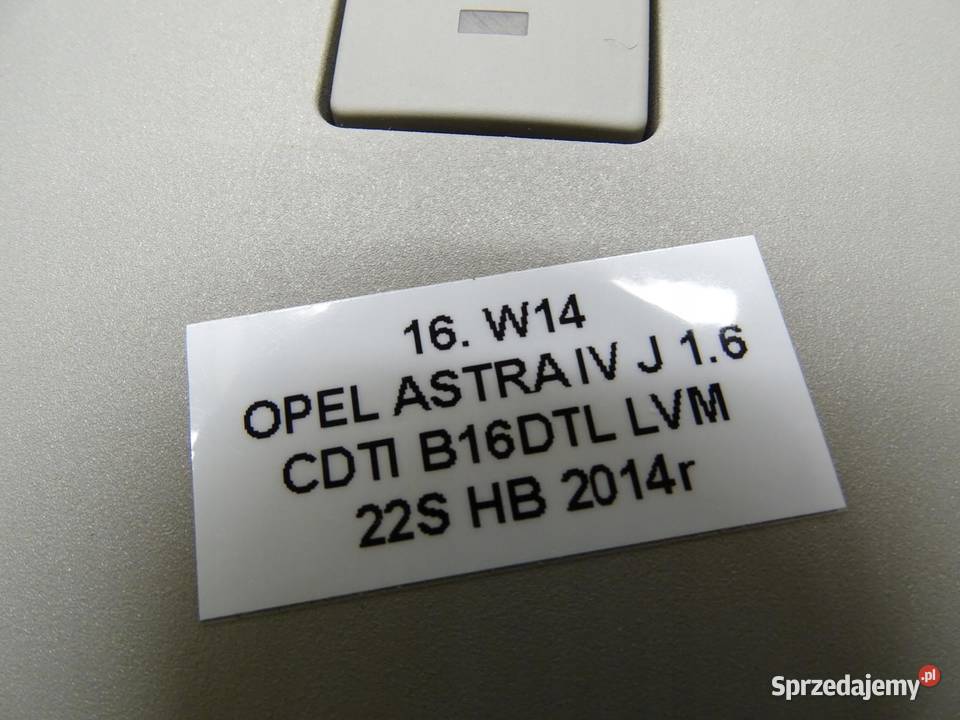 16. W14
OPEL ASTRA IV J 1.6
CDTI B16DTL LVM
22S HB 2014r
Sprzedajemy.pl